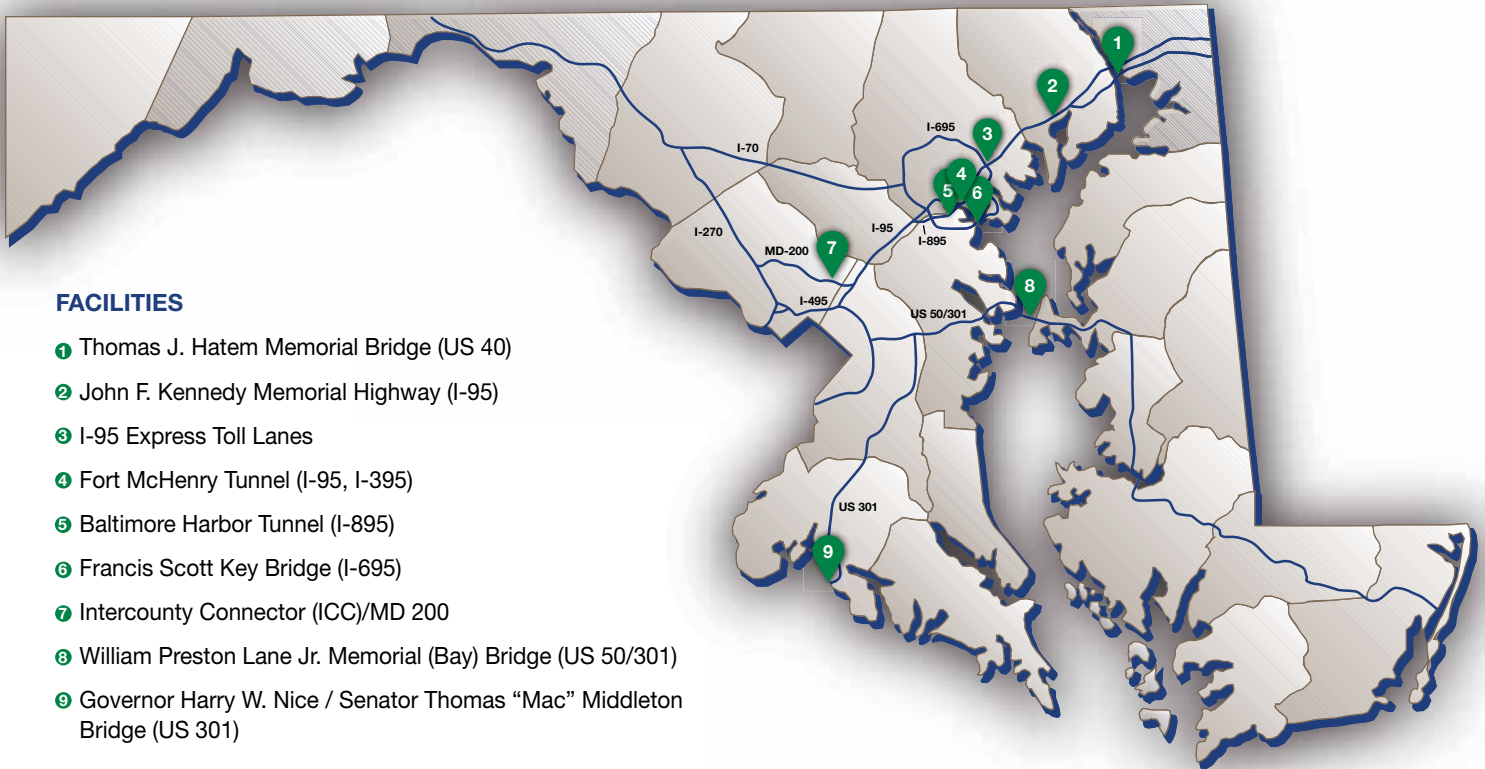 1
2
I-695
3
I-70
4
5
6
I-270
I-95
I-895
MD-200
7
I-495
8
US 50/301
US 301
9
FACILITIES
1 Thomas J. Hatem Memorial Bridge (US 40)
2 John F. Kennedy Memorial Highway (I-95)
3 I-95 Express Toll Lanes
4 Fort McHenry Tunnel (I-95, I-395)
5 Baltimore Harbor Tunnel (I-895)
6 Francis Scott Key Bridge (I-695)
7 Intercounty Connector (ICC)/MD 200
8 William Preston Lane Jr. Memorial (Bay) Bridge (US 50/301)
9 Governor Harry W. Nice / Senator Thomas “Mac” Middleton
Bridge (US 301)